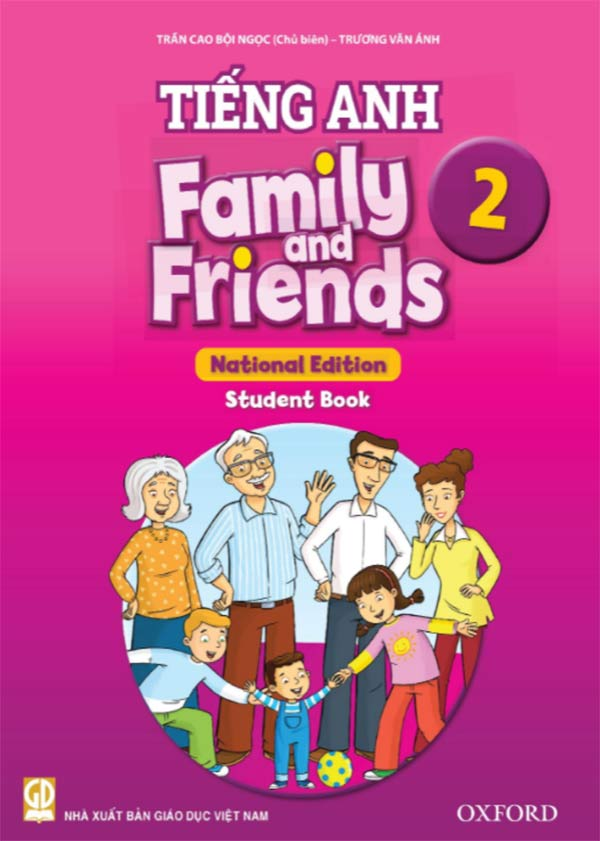 TRẦN CAO BỘI NGỌC (Chủ biên) – TRƯƠNG VĂN ÁNH
TIẾNG ANH
2
Family
and
Friends
National Edition
Student Book
GD
NHÀ XUẤT BẢN GIÁO DỤC VIỆT NAM
OXFORD